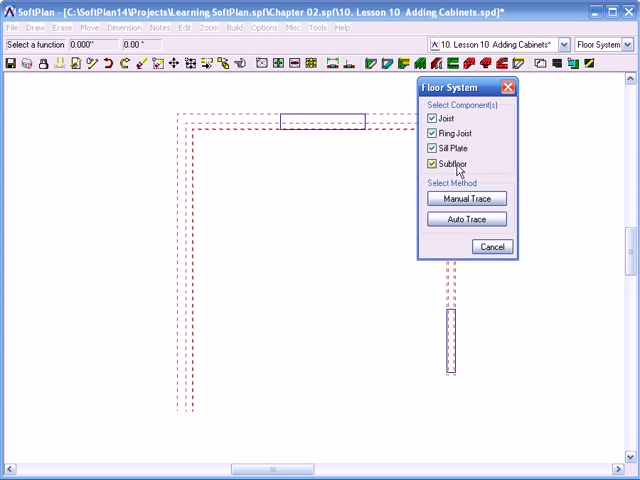 SoftPlan - [C:\SoftPlan14\Projects\Learning SoftPlan.spf\Chapter 02.spf\10. Lesson 10  Adding Cabinets.spd]*
File Draw Erase Move Dimension Notes Edit Zoom Build Options Misc Tools Help
Select a function 0.000" 0.00 ° 10. Lesson 10  Adding Cabinets* Floor System
Floor System
Select Component(s)
Joist
Ring Joist
Sill Plate
Subfloor
Select Method
Manual Trace
Auto Trace
Cancel